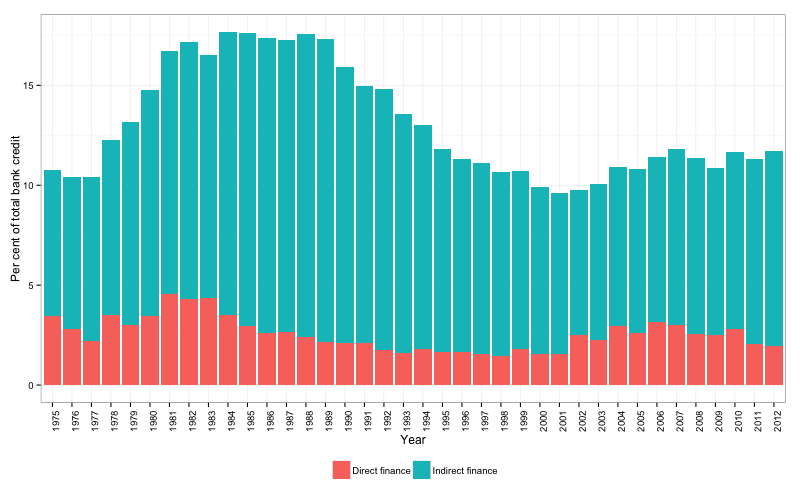 Per cent of total bank credit
15
10
5
0
1975 1976 1977 1978 1979 1980 1981 1982 1983 1984 1985 1986 1987 1988 1989 1990 1991 1992 1993 1994 1995 1996 1997 1998 1999 2000 2001 2002 2003 2004 2005 2006 2007 2008 2009 2010 2011 2012
Year
Direct finance Indirect finance